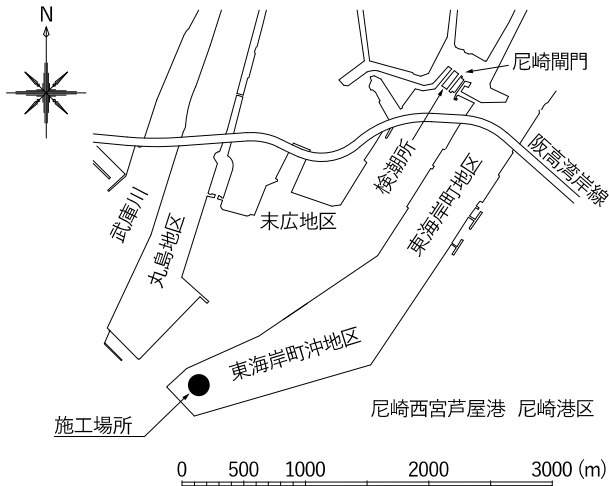 N
尼崎閘門
検潮所
阪高湾岸線
武庫川
丸島地区
末広地区
東海岸町地区
東海岸町沖地区
施工場所
尼崎西宮芦屋港 尼崎港区
0 500 1000 2000 3000 (m)